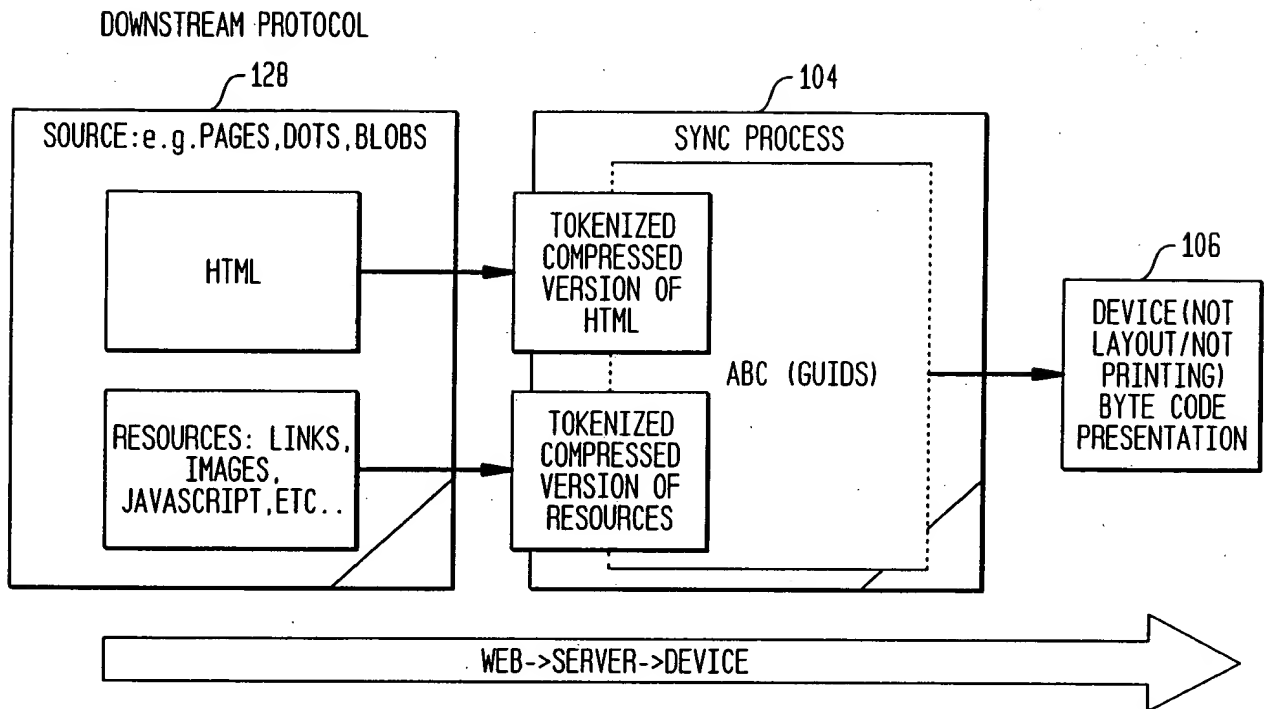 DOWNSTREAM PROTOCOL
128
SOURCE:e.g.PAGES,DOTS,BLOBS
HTML
RESOURCES: LINKS,
IMAGES,
JAVASCRIPT,ETC..
104
SYNC PROCESS
TOKENIZED
COMPRESSED
VERSION OF
HTML
ABC (GUIDS)
TOKENIZED
COMPRESSED
VERSION OF
RESOURCES
106
DEVICE(NOT
LAYOUT/NOT
PRINTING)
BYTE CODE
PRESENTATION
WEB->SERVER->DEVICE